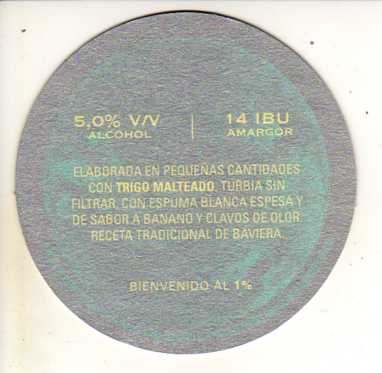 5,0% V/V
ALCOHOL
14 IBU
AMARGOR
ELABORADA EN PEQUEÑAS CANTIDADES
CON TRIGO MALTEADO. TURBIA SIN
FILTRAR, CON ESPUMA BLANCA ESPESA Y
DE SABOR A BANANO Y CLAVOS DE OLOR.
RECETA TRADICIONAL DE BAVIERA.
BIENVENIDO AL 1%